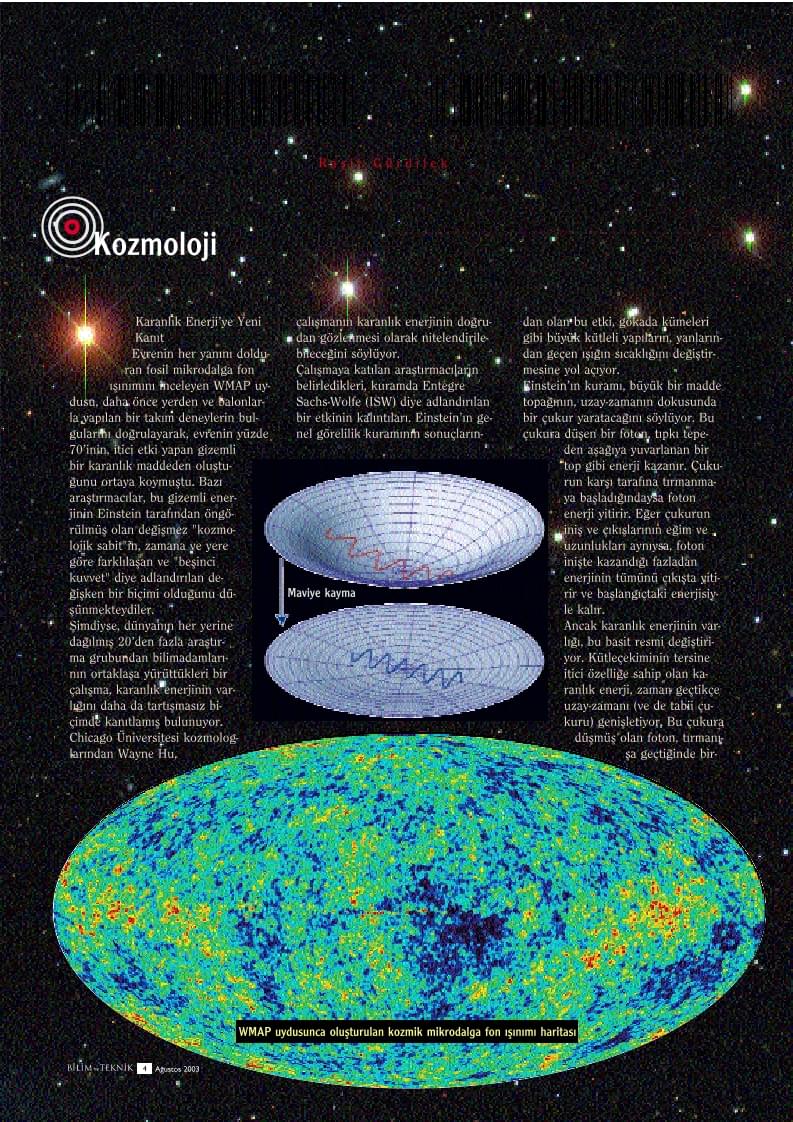 Raşit Gürdilek
Kozmoloji
Karanlık Enerji'ye Yeni
Kanıt
Evrenin her yanını doldu-
ran fosil mikrodalga fon
ışınımını inceleyen WMAP uy-
dusu, daha önce yerden ve balonlar-
la yapılan bir takım deneylerin bul-
gularını doğrulayarak, evrenin yüzde
70'inin, itici etki yapan gizemli
bir karanlık maddeden oluştu-
ğunu ortaya koymuştu. Bazı
araştırmacılar, bu gizemli ener-
jinin Einstein tarafından öngö-
rülmüş olan değişmez "kozmo-
lojik sabit"in, zamana ve yere
göre farklılaşan ve "beşinci
kuvvet" diye adlandırılan de-
ğişken bir biçimi olduğunu dü-
şünmekteydiler.
Şimdiyse, dünyanın her yerine
dağılmış 20'den fazla araştır-
ma grubundan bilimadamları-
nın ortaklaşa yürüttükleri bir
çalışma, karanlık enerjinin var-
lığını daha da tartışmasız bi-
çimde kanıtlamış bulunuyor.
Chicago Üniversitesi kozmolog-
larından Wayne Hu,
çalışmanın karanlık enerjinin doğru-
dan gözlenmesi olarak nitelendirile-
bileceğini söylüyor.
Çalışmaya katılan araştırmacıların
belirledikleri, kuramda Entegre
Sachs-Wolfe (ISW) diye adlandırılan
bir etkinin kalıntıları. Einstein'ın ge-
nel görelilik kuramının sonuçların-
dan olan bu etki, gökada kümeleri
gibi büyük kütleli yapıların, yanların-
dan geçen ışığın sıcaklığını değiştir-
mesine yol açıyor.
Einstein'ın kuramı, büyük bir madde
topağının, uzay-zamanın dokusunda
bir çukur yaratacağını söylüyor. Bu
çukura düşen bir foton, tıpkı tepe-
den aşağıya yuvarlanan bir
top gibi enerji kazanır. Çuku-
run karşı tarafına tırmanma-
ya başladığındaysa foton
enerji yitirir. Eğer çukurun
iniş ve çıkışlarının eğim ve
uzunlukları aynıysa, foton
inişte kazandığı fazladan
enerjinin tümünü çıkışta yiti-
rir ve başlangıçtaki enerjisiy-
le kalır.
Ancak karanlık enerjinin var-
lığı, bu basit resmi değiştiri-
yor. Kütleçekiminin tersine
itici özelliğe sahip olan ka-
ranlık enerji, zaman geçtikçe
uzay-zamanı (ve de tabii çu-
kuru) genişletiyor. Bu çukura
düşmüş olan foton, tırmanı-
şa geçtiğinde bir-
Maviye kayma
WMAP uydusunca oluşturulan kozmik mikrodalga fon ışınımı haritası
BİLİM ve TEKNİK 4 Ağustos 2003